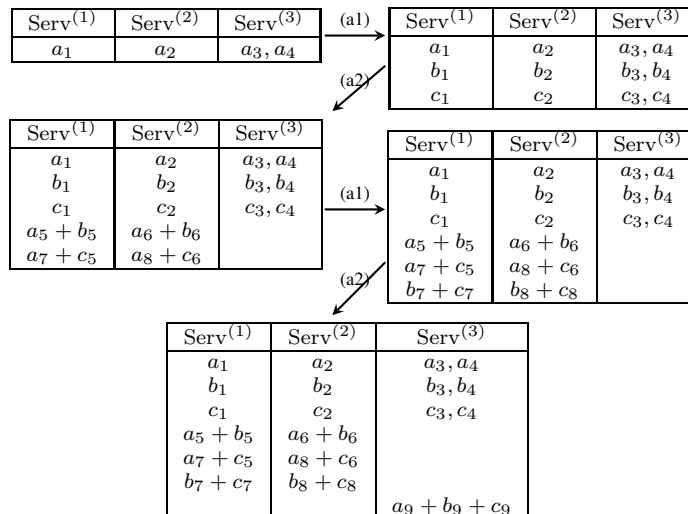 Serv⁽¹⁾ Serv⁽²⁾ Serv⁽³⁾
a₁ a₂ a₃, a₄
(a1)
Serv⁽¹⁾ Serv⁽²⁾ Serv⁽³⁾
a₁ a₂ a₃, a₄
b₁ b₂ b₃, b₄
c₁ c₂ c₃, c₄
(a2)
Serv⁽¹⁾ Serv⁽²⁾ Serv⁽³⁾
a₁ a₂ a₃, a₄
b₁ b₂ b₃, b₄
c₁ c₂ c₃, c₄
a₅ + b₅ a₆ + b₆
a₇ + c₅ a₈ + c₆
(a1)
Serv⁽¹⁾ Serv⁽²⁾ Serv⁽³⁾
a₁ a₂ a₃, a₄
b₁ b₂ b₃, b₄
c₁ c₂ c₃, c₄
a₅ + b₅ a₆ + b₆
a₇ + c₅ a₈ + c₆
b₇ + c₇ b₈ + c₈
(a2)
Serv⁽¹⁾ Serv⁽²⁾ Serv⁽³⁾
a₁ a₂ a₃, a₄
b₁ b₂ b₃, b₄
c₁ c₂ c₃, c₄
a₅ + b₅ a₆ + b₆
a₇ + c₅ a₈ + c₆
b₇ + c₇ b₈ + c₈
a₉ + b₉ + c₉